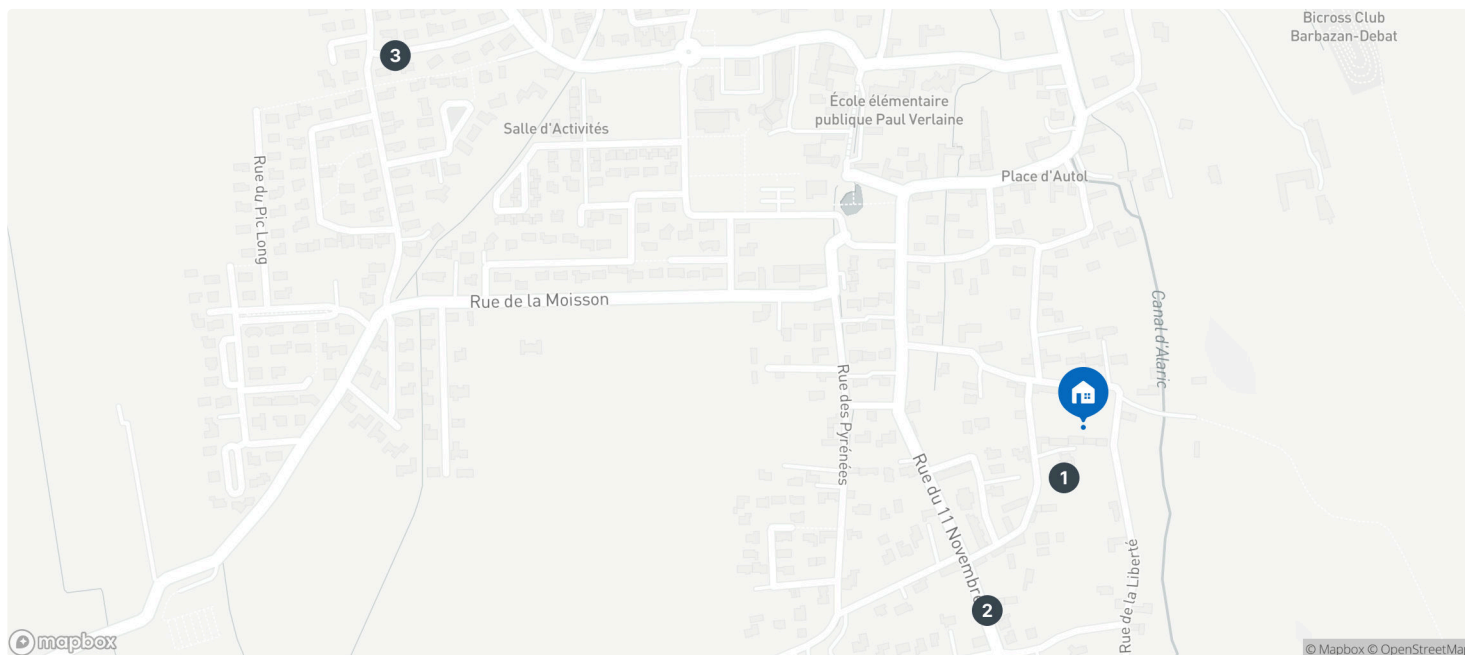 Bicross Club
Barbazan-Debat
3
École élémentaire
publique Paul Verlaine
Salle d'Activités
Rue du Pic Long
Place d'Autol
Rue de la Moisson
Canal d'Alaric
Rue des Pyrénées
1
Rue du 11 Novembre
2
Rue de la Liberté
mapbox
© Mapbox © OpenStreetMap